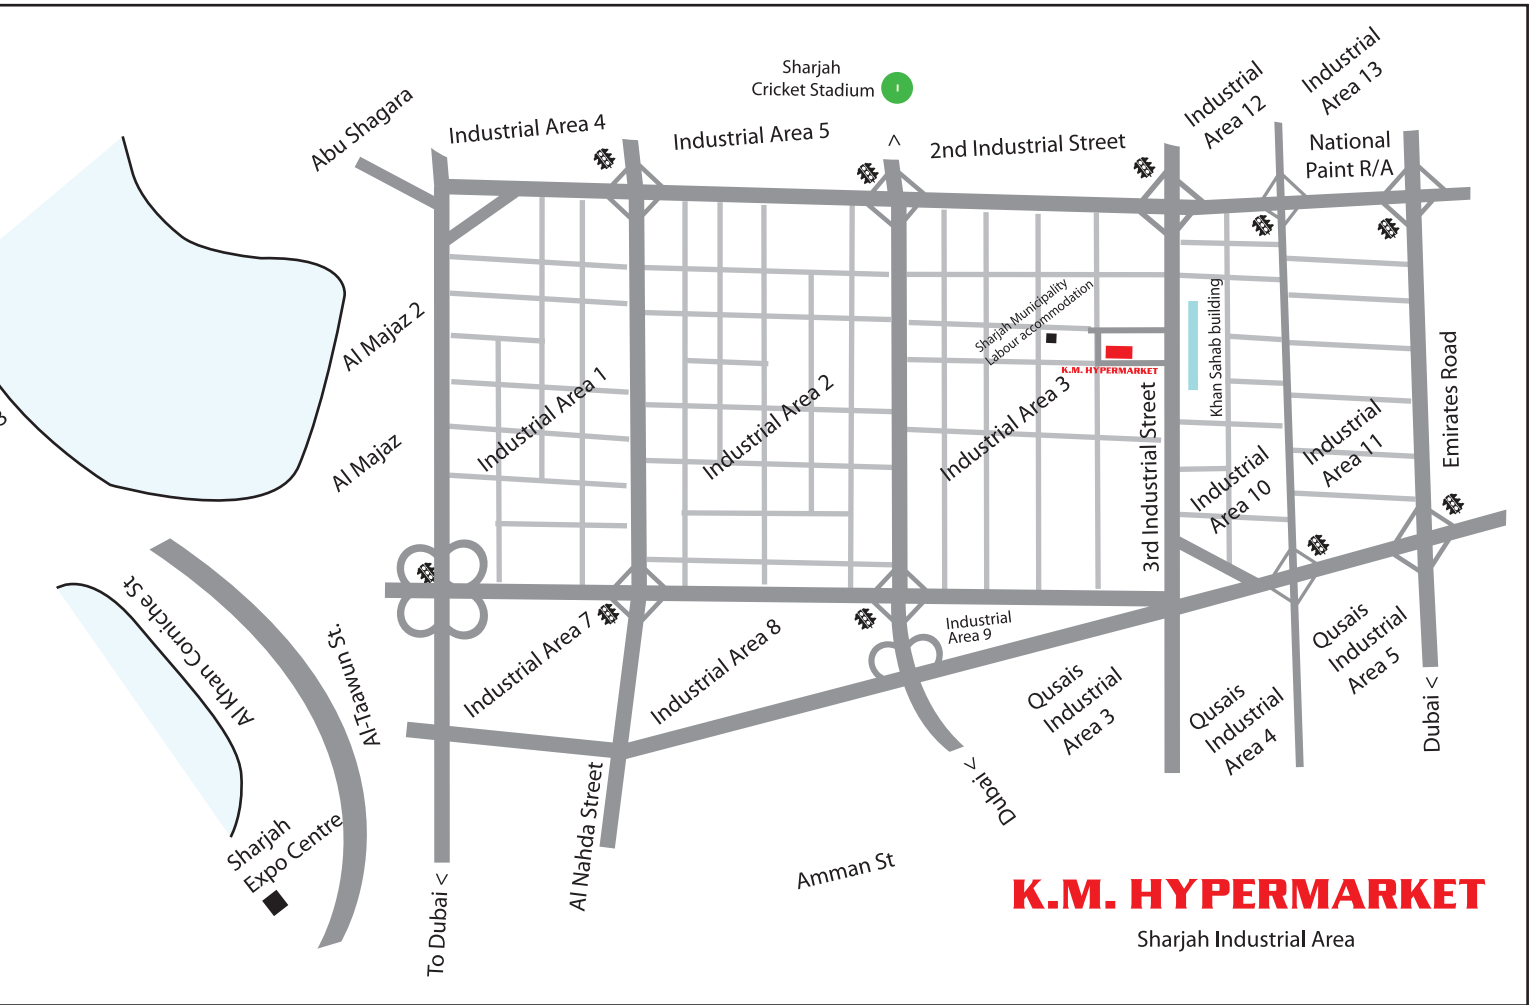 Sharjah
Cricket Stadium
Industrial
Area 12
Industrial
Area 13
Abu Shagara
Industrial Area 4
Industrial Area 5
^
2nd Industrial Street
National
Paint R/A
Al Majaz 2
Al Majaz
Industrial Area 1
Industrial Area 2
Sharjah Municipality
Labour accommodation
K.M. HYPERMARKET
Industrial Area 3
3rd Industrial Street
Khan Sahab building
Industrial
Area 10
Industrial
Area 11
Emirates Road
Al Khan Corniche St
Al-Taawun St.
Industrial Area 7
Industrial Area 8
Industrial
Area 9
Qusais
Industrial
Area 3
Qusais
Industrial
Area 4
Qusais
Industrial
Area 5
Dubai <
Dubai <
Sharjah
Expo Centre
To Dubai <
Al Nahda Street
Amman St
K.M. HYPERMARKET
Sharjah Industrial Area